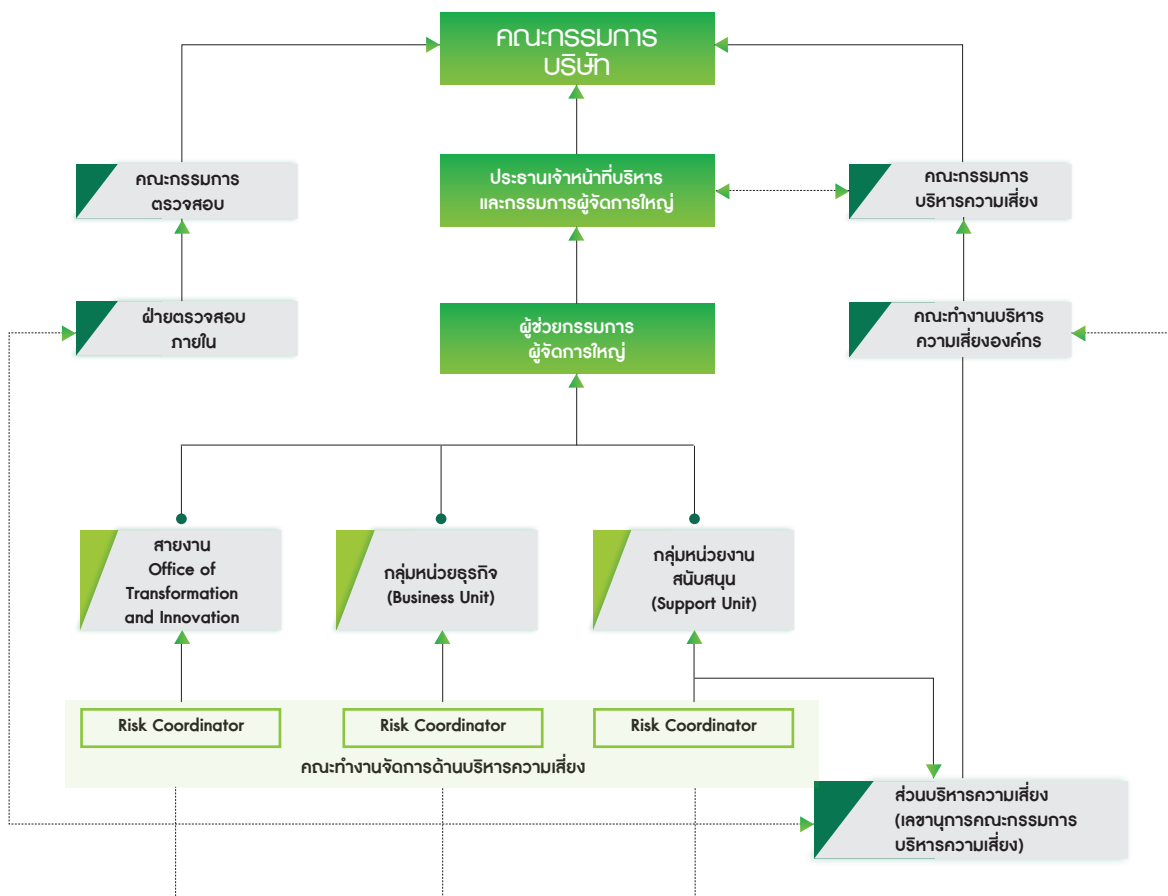 คณะกรรมการ
บริษัท
คณะกรรมการ
ตรวจสอบ
ประธานเจ้าหน้าที่บริหาร
และกรรมการผู้จัดการใหญ่
คณะกรรมการ
บริหารความเสี่ยง
ฝ่ายตรวจสอบ
ภายใน
ผู้ช่วยกรรมการ
ผู้จัดการใหญ่
คณะทำงานบริหาร
ความเสี่ยงองค์กร
สายงาน
Office of
Transformation
and Innovation
กลุ่มหน่วยธุรกิจ
(Business Unit)
กลุ่มหน่วยงาน
สนับสนุน
(Support Unit)
Risk Coordinator
Risk Coordinator
Risk Coordinator
คณะทำงานจัดการด้านบริหารความเสี่ยง
ส่วนบริหารความเสี่ยง
(เลขานุการคณะกรรมการ
บริหารความเสี่ยง)